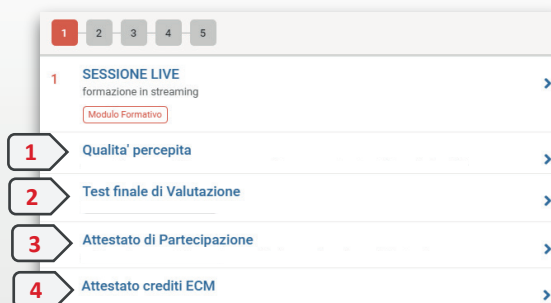 1 2 3 4 5
1 SESSIONE LIVE
formazione in streaming
Modulo Formativo
1 Qualita' percepita
2 Test finale di Valutazione
3 Attestato di Partecipazione
4 Attestato crediti ECM